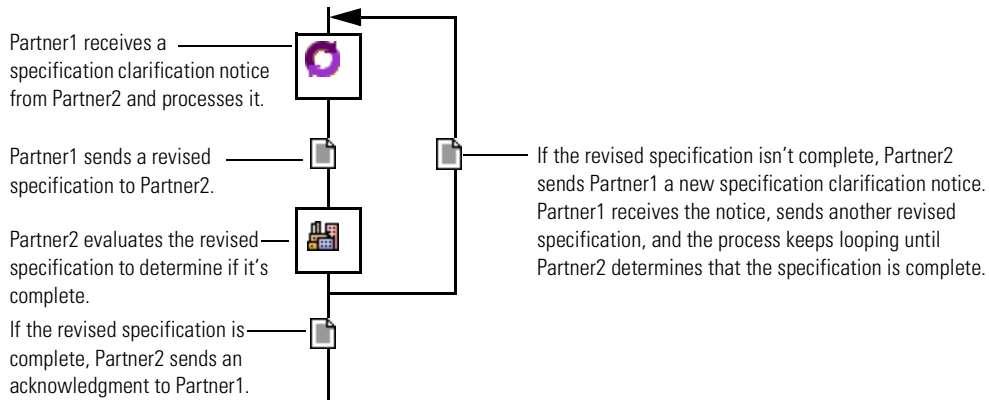 Partner1 receives a
specification clarification notice
from Partner2 and processes it.
Partner1 sends a revised
specification to Partner2.
Partner2 evaluates the revised
specification to determine if it's
complete.
If the revised specification is
complete, Partner2 sends an
acknowledgment to Partner1.
If the revised specification isn't complete, Partner2
sends Partner1 a new specification clarification notice.
Partner1 receives the notice, sends another revised
specification, and the process keeps looping until
Partner2 determines that the specification is complete.